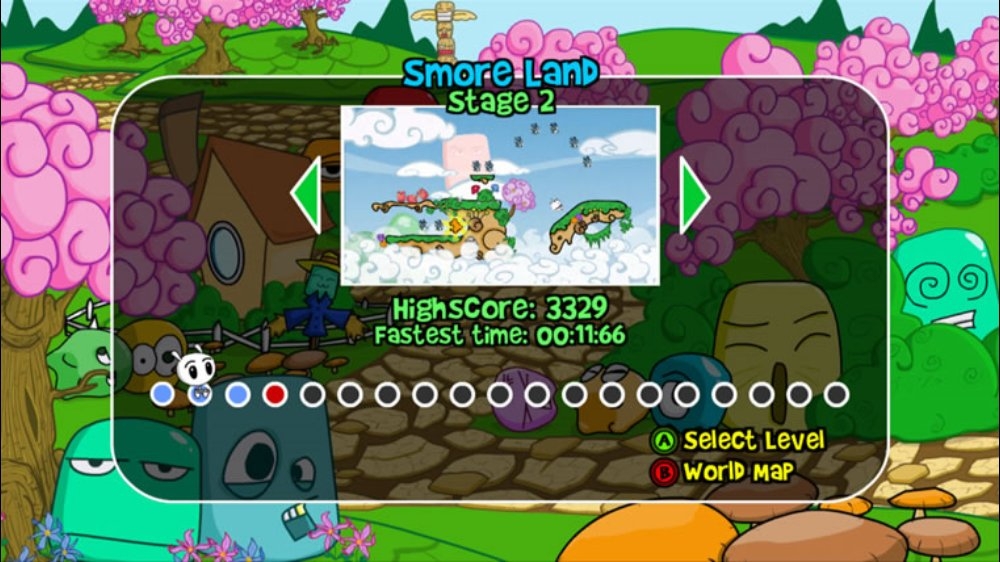 Smore Land
Stage 2
Highscore: 3329
Fastest time: 00:11:66
A Select Level
B World Map